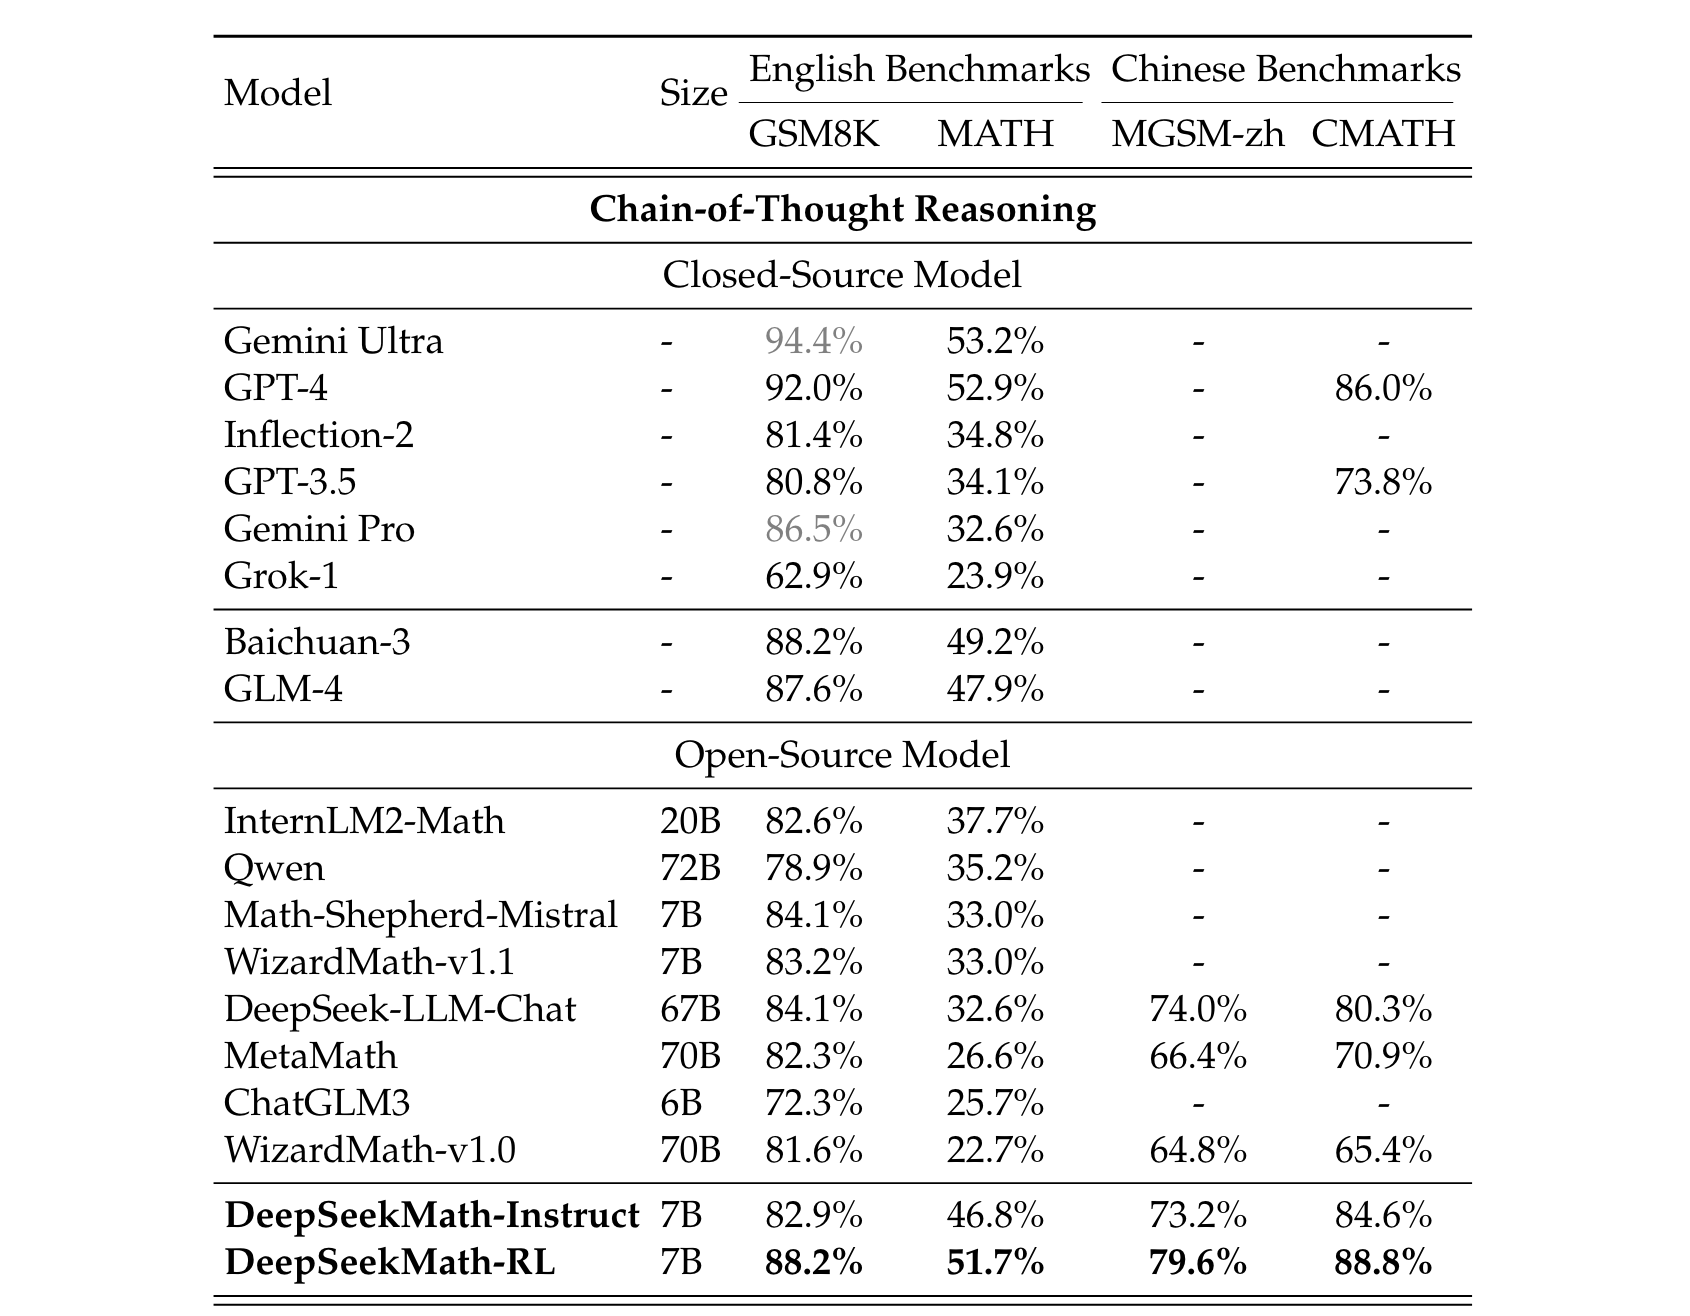 Model Size English Benchmarks Chinese Benchmarks
GSM8K MATH MGSM-zh CMATH
Chain-of-Thought Reasoning
Closed-Source Model
Gemini Ultra - 94.4% 53.2% - -
GPT-4 - 92.0% 52.9% - 86.0%
Inflection-2 - 81.4% 34.8% - -
GPT-3.5 - 80.8% 34.1% - 73.8%
Gemini Pro - 86.5% 32.6% - -
Grok-1 - 62.9% 23.9% - -
Baichuan-3 - 88.2% 49.2% - -
GLM-4 - 87.6% 47.9% - -
Open-Source Model
InternLM2-Math 20B 82.6% 37.7% - -
Qwen 72B 78.9% 35.2% - -
Math-Shepherd-Mistral 7B 84.1% 33.0% - -
WizardMath-v1.1 7B 83.2% 33.0% - -
DeepSeek-LLM-Chat 67B 84.1% 32.6% 74.0% 80.3%
MetaMath 70B 82.3% 26.6% 66.4% 70.9%
ChatGLM3 6B 72.3% 25.7% - -
WizardMath-v1.0 70B 81.6% 22.7% 64.8% 65.4%
DeepSeekMath-Instruct 7B 82.9% 46.8% 73.2% 84.6%
DeepSeekMath-RL 7B 88.2% 51.7% 79.6% 88.8%